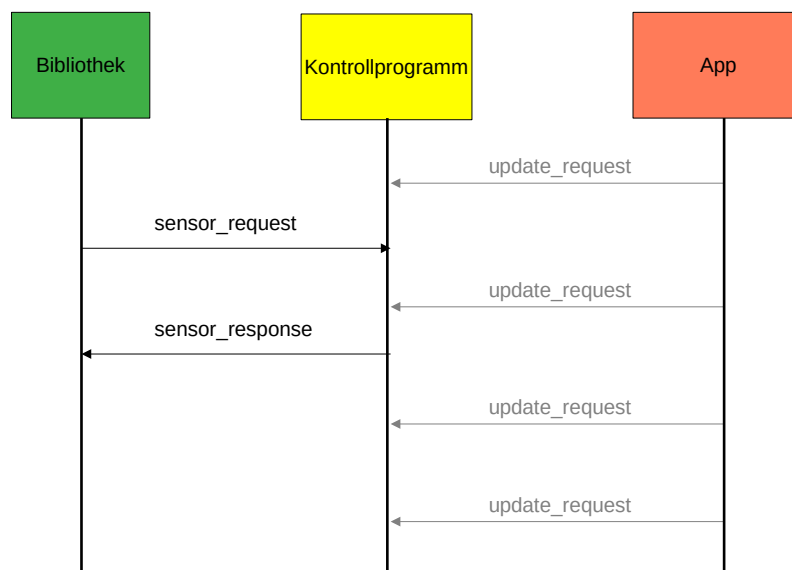 Bibliothek
Kontrollprogramm
App
update_request
sensor_request
update_request
sensor_response
update_request
update_request